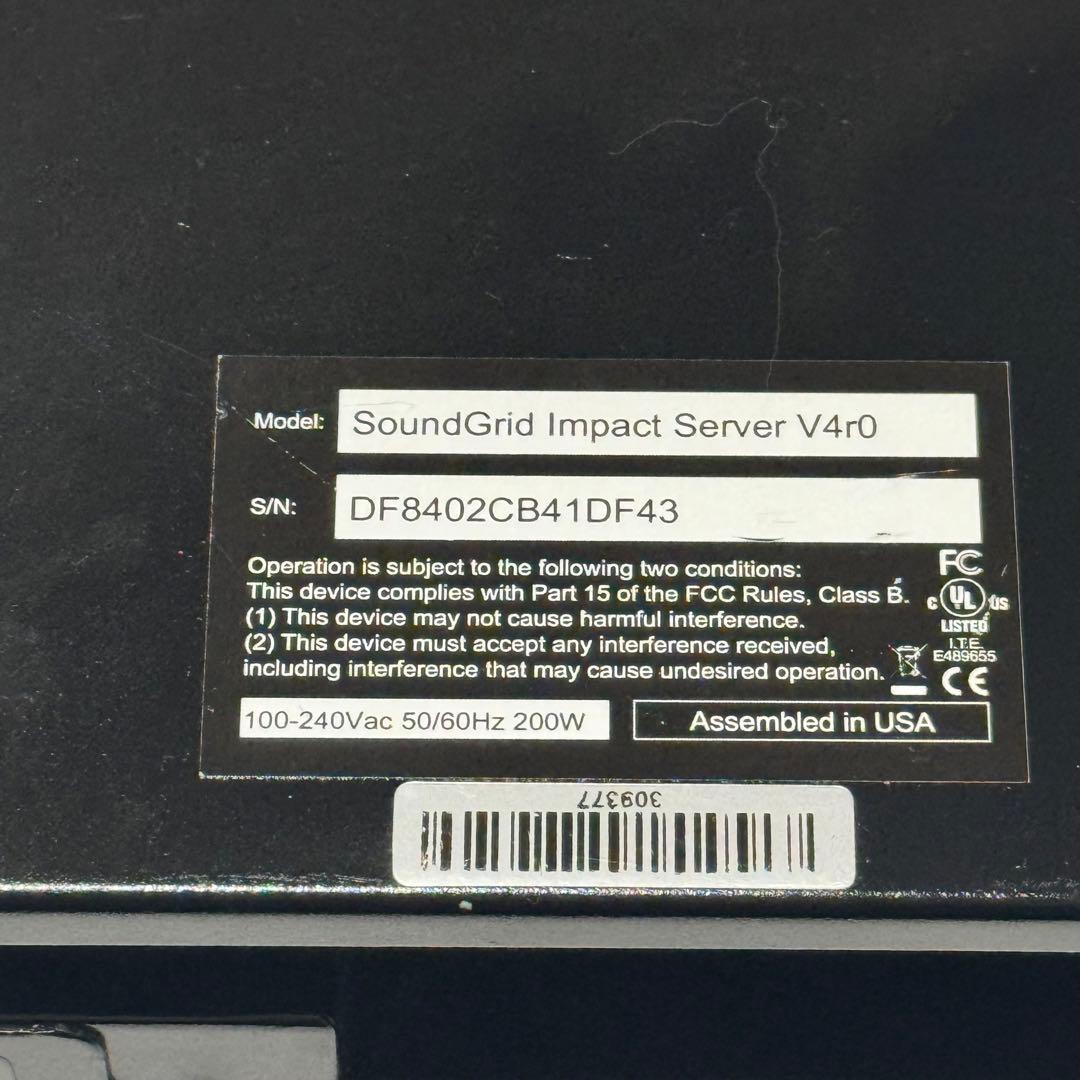 Model: SoundGrid Impact Server V4r0
S/N: DF8402CB41DF43
Operation is subject to the following two conditions:
This device complies with Part 15 of the FCC Rules, Class B.
(1) This device may not cause harmful interference.
(2) This device must accept any interference received,
including interference that may cause undesired operation.
FC
C UL US
LISTED
I.T.E.
E489655
CE
100-240Vac 50/60Hz 200W
Assembled in USA
309377